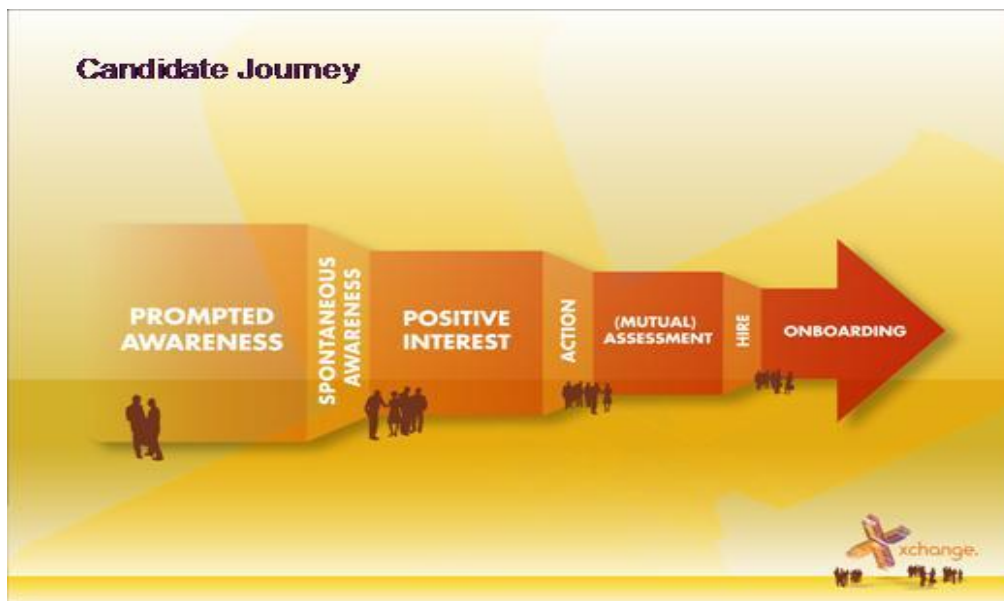 Candidate Journey
PROMPTED
AWARENESS
SPONTANEOUS
AWARENESS
POSITIVE
INTEREST
ACTION
(MUTUAL)
ASSESSMENT
HIRE
ONBOARDING
xchange.